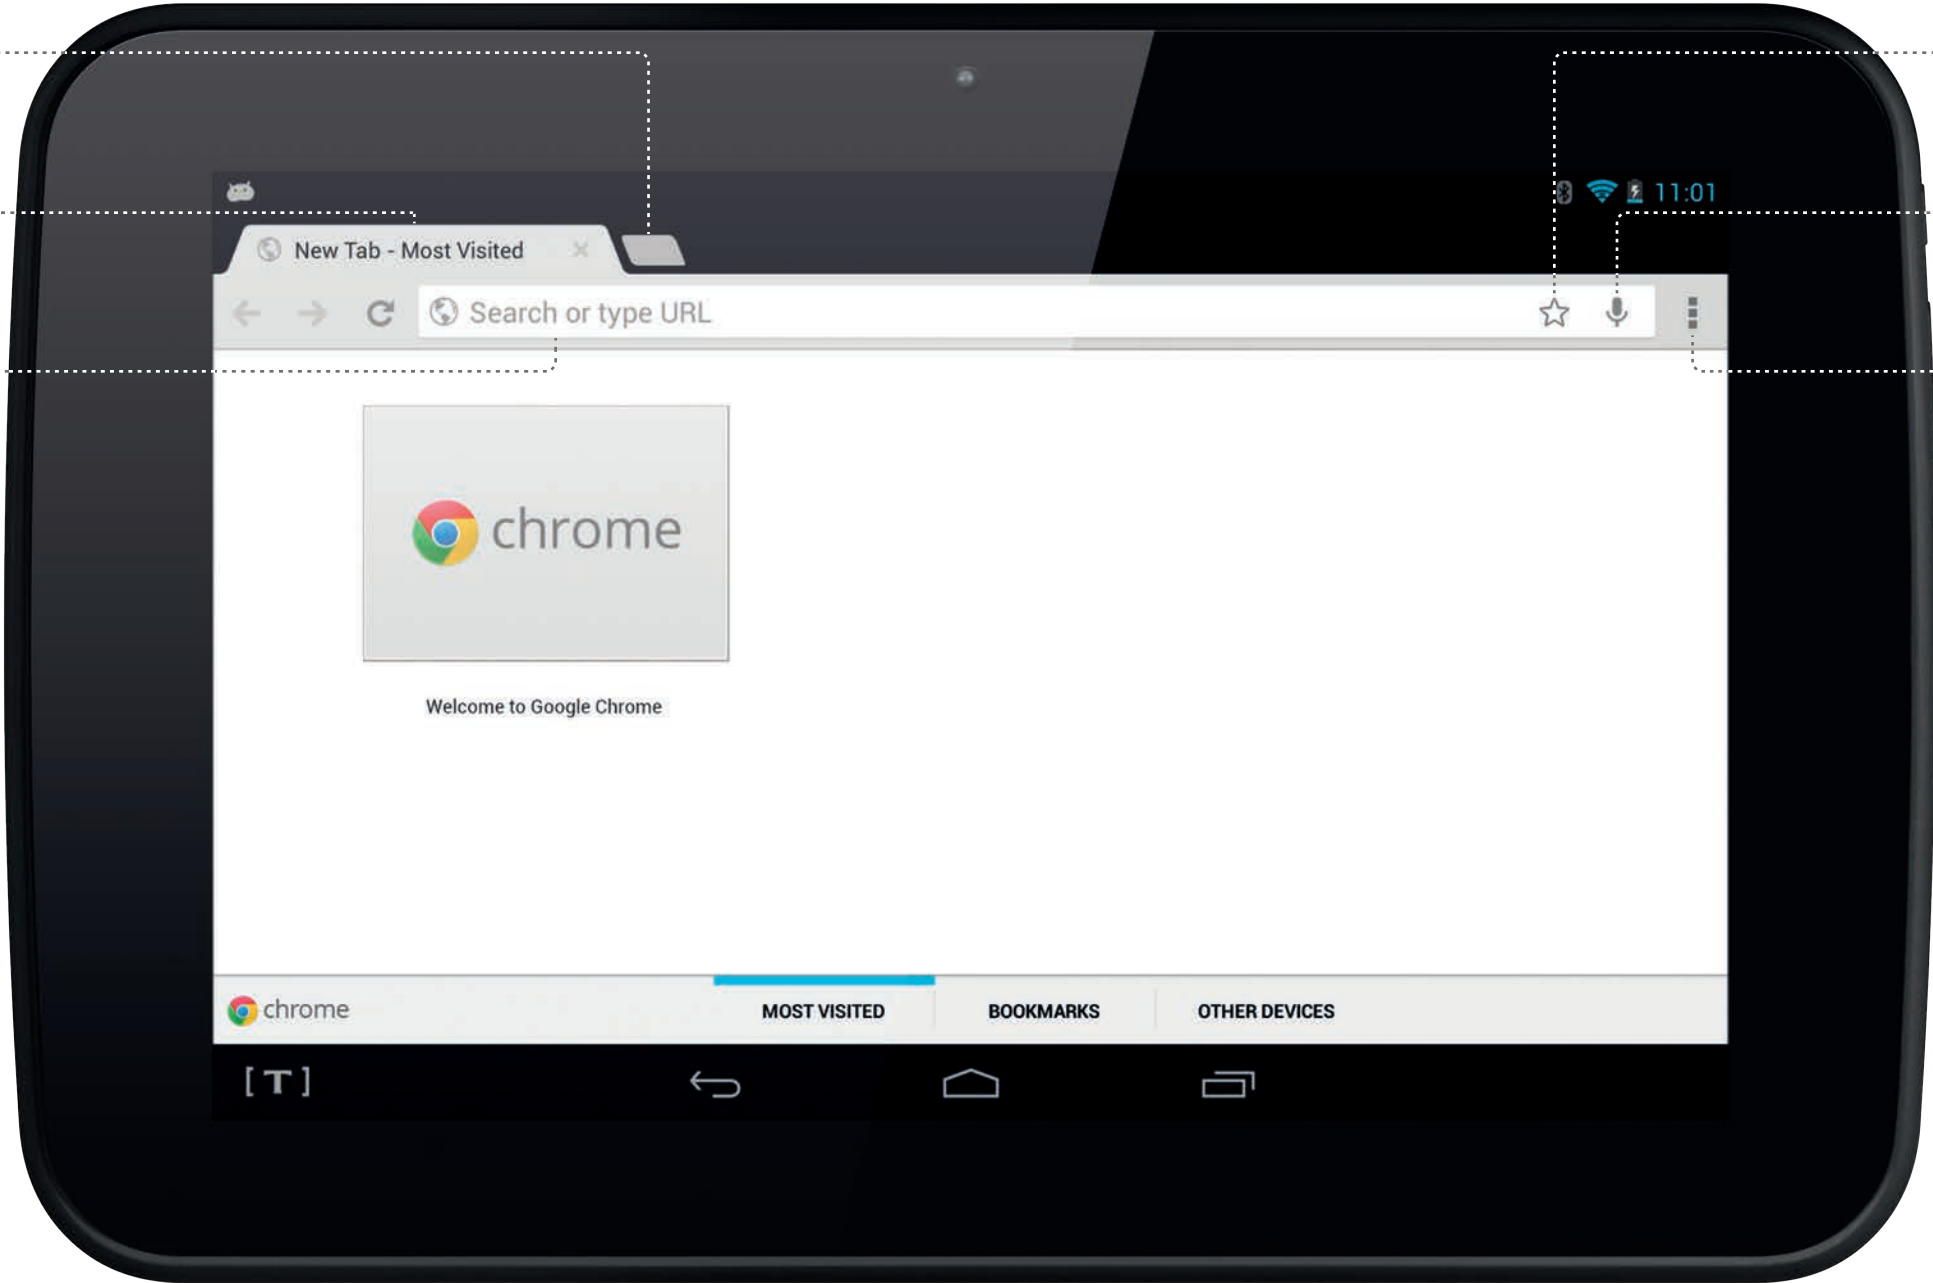 11:01
New Tab - Most Visited
Search or type URL
chrome
Welcome to Google Chrome
chrome MOST VISITED BOOKMARKS OTHER DEVICES
[T]